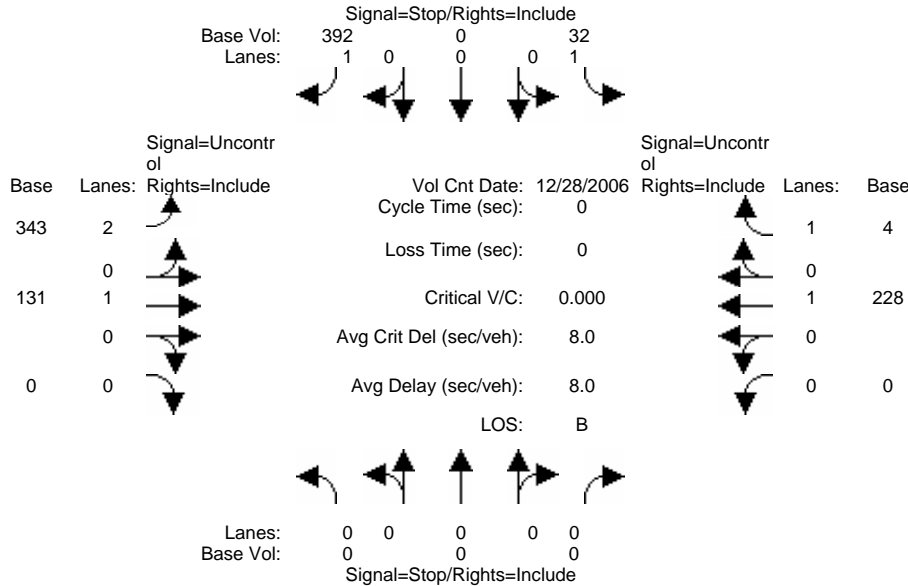 Signal=Stop/Rights=Include
Base Vol: 392 0 32
Lanes: 1 0 0 0 1
Signal=Uncontr
ol
Signal=Uncontr
ol
Base Lanes: Rights=Include Vol Cnt Date: 12/28/2006 Rights=Include Lanes: Base
Cycle Time (sec): 0
343 2 1 4
Loss Time (sec): 0
0 0
131 1 Critical V/C: 0.000 1 228
0 Avg Crit Del (sec/veh): 8.0 0
0 0 Avg Delay (sec/veh): 8.0 0 0
LOS: B
Lanes: 0 0 0 0 0
Base Vol: 0 0 0
Signal=Stop/Rights=Include